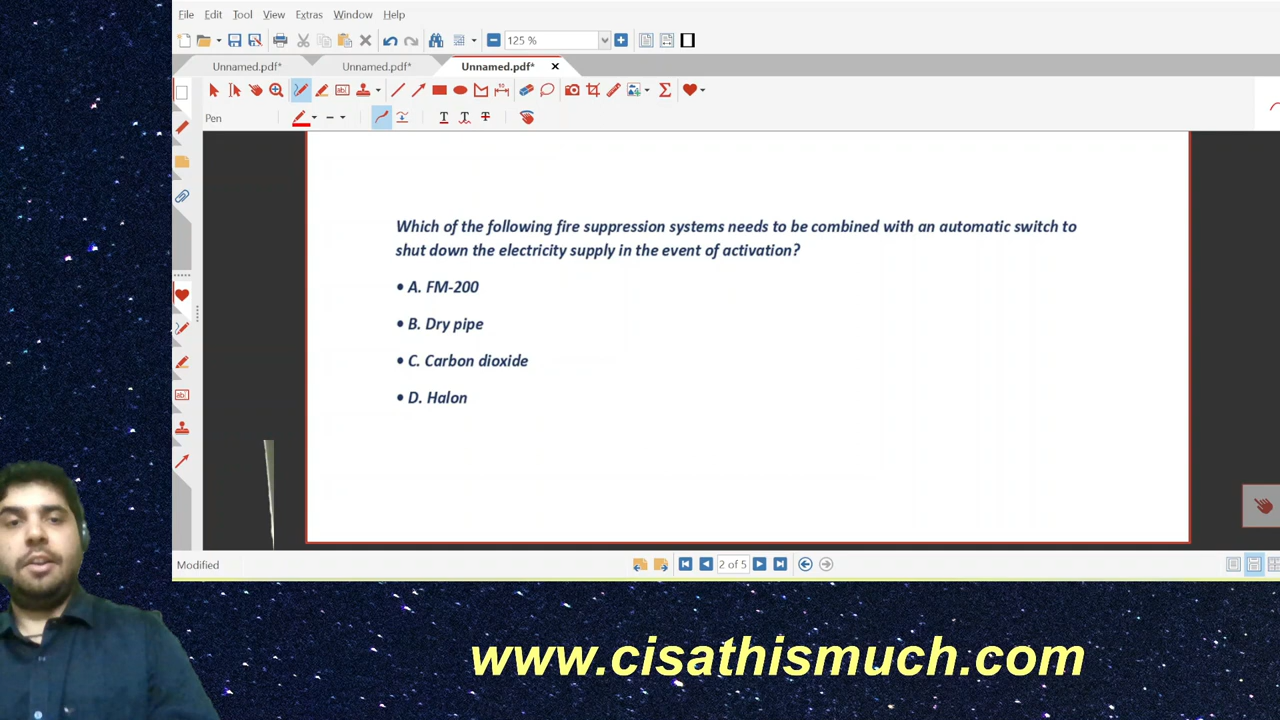 File Edit Tool View Extras Window Help
125 %
Unnamed.pdf* Unnamed.pdf* Unnamed.pdf*
Pen
Which of the following fire suppression systems needs to be combined with an automatic switch to
shut down the electricity supply in the event of activation?
• A. FM-200
• B. Dry pipe
• C. Carbon dioxide
• D. Halon
Modified 2 of 5
www.cisathismuch.com